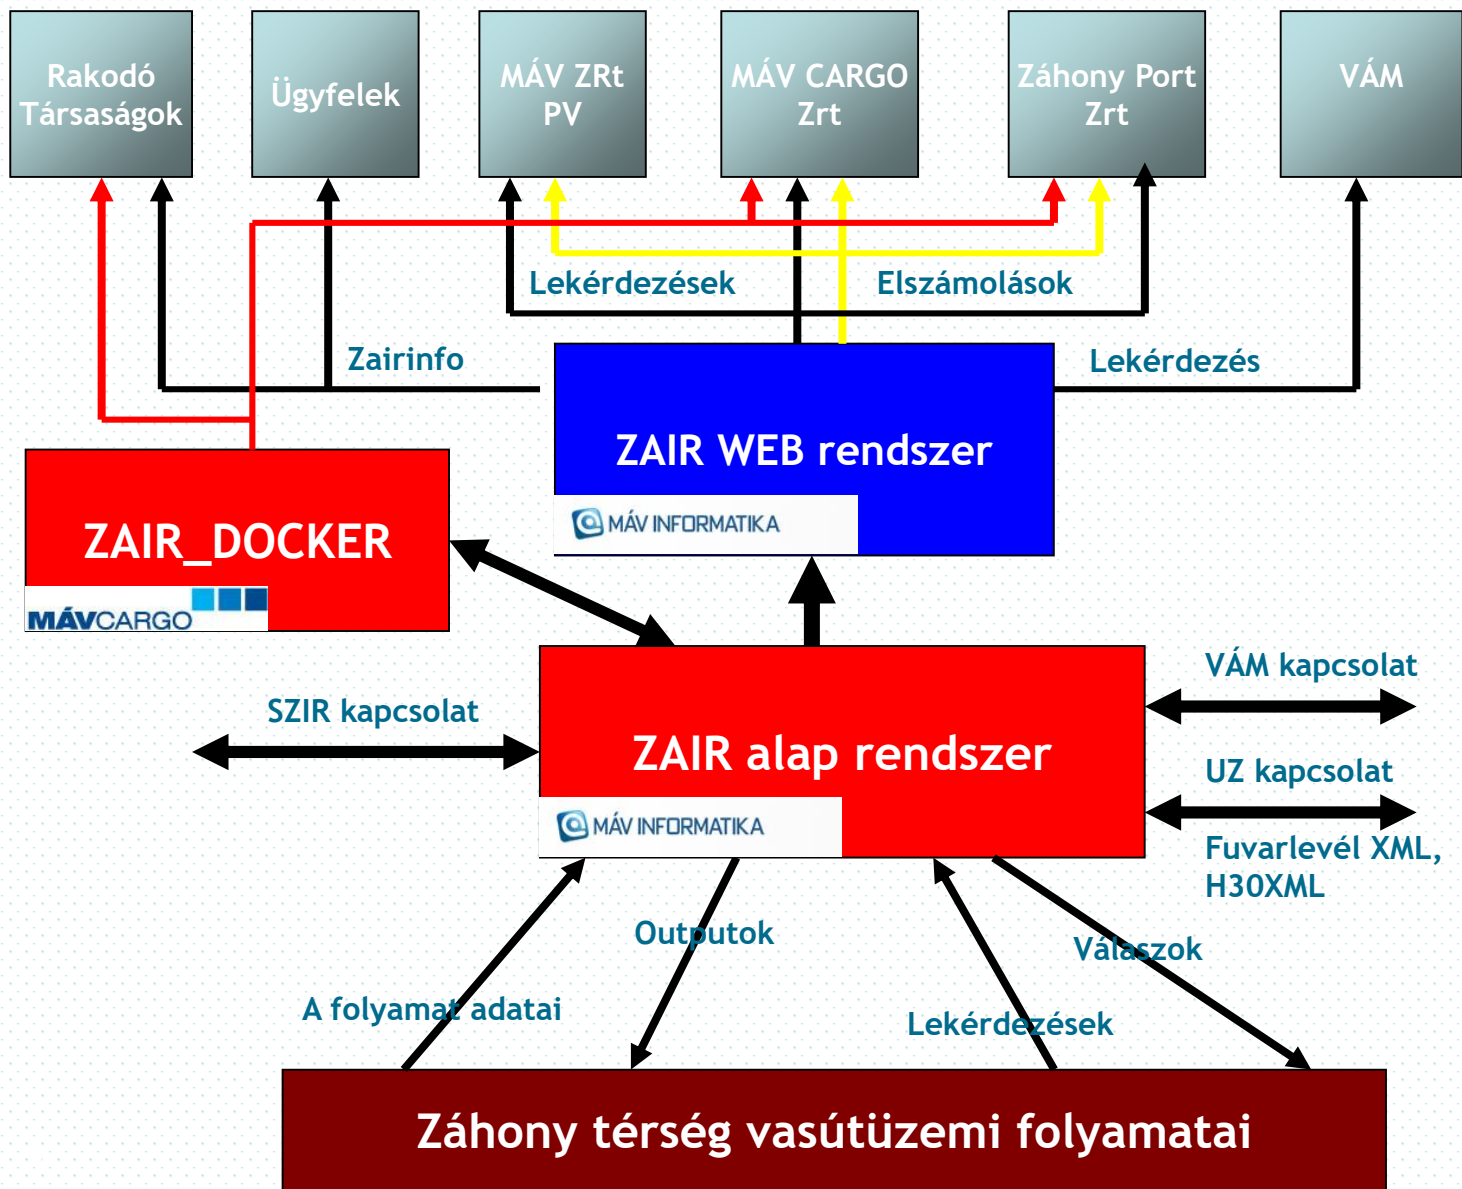 Rakodó
Társaságok
Ügyfelek
MÁV ZRt
PV
MÁV CARGO
Zrt
Záhony Port
Zrt
VÁM
Lekérdezések
Elszámolások
Zairinfo
Lekérdezés
ZAIR WEB rendszer
MÁV INFORMATIKA
ZAIR_DOCKER
MÁVCARGO
VÁM kapcsolat
SZIR kapcsolat
ZAIR alap rendszer
UZ kapcsolat
MÁV INFORMATIKA
Fuvarlevél XML,
H30XML
Outputok
Válaszok
A folyamat adatai
Lekérdezések
Záhony térség vasútüzemi folyamatai